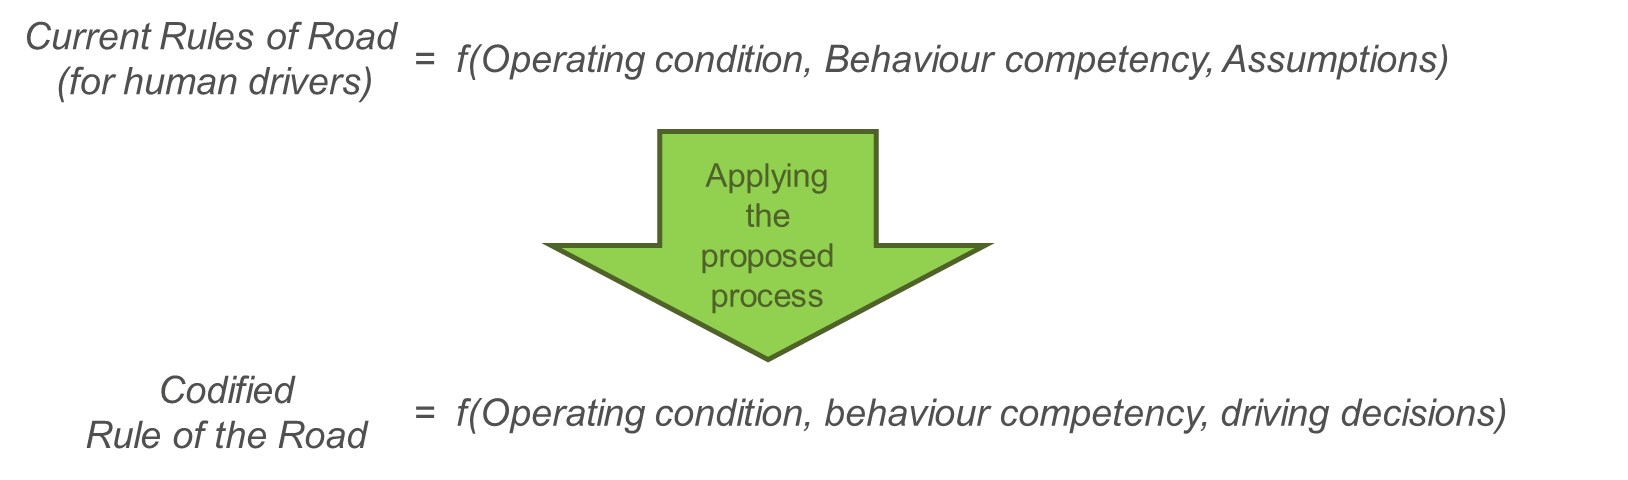 Current Rules of Road
(for human drivers)
= f(Operating condition, Behaviour competency, Assumptions)
Applying
the
proposed
process
Codified
Rule of the Road
= f(Operating condition, behaviour competency, driving decisions)